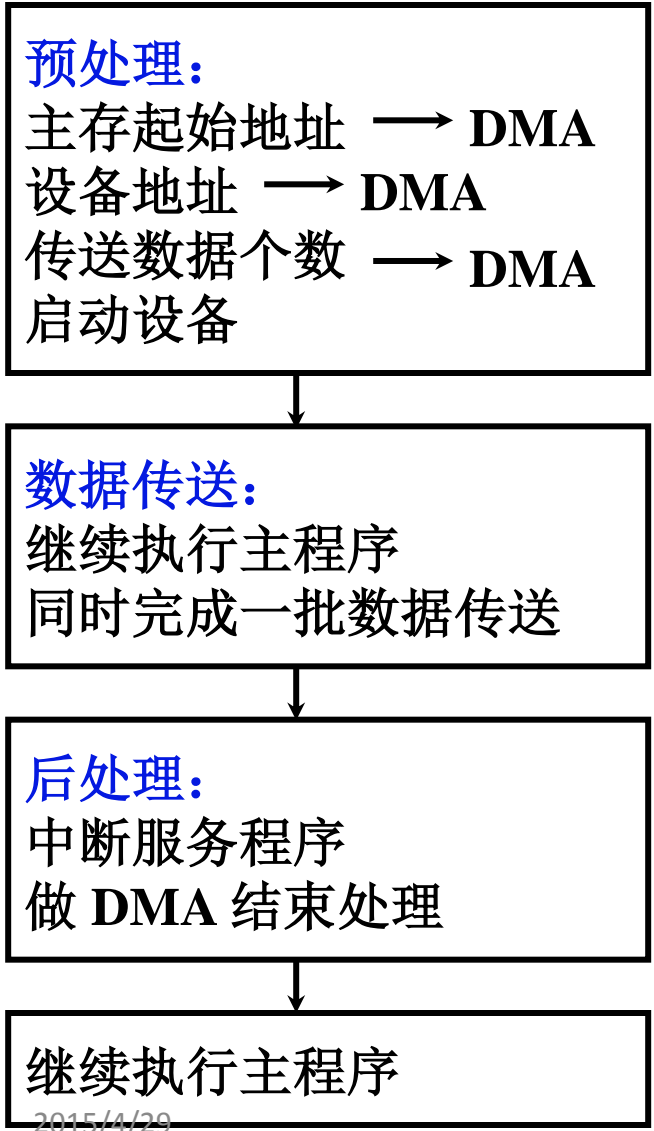 预处理：
主存起始地址 → DMA
设备地址 → DMA
传送数据个数 → DMA
启动设备
数据传送：
继续执行主程序
同时完成一批数据传送
后处理：
中断服务程序
做 DMA 结束处理
继续执行主程序
2015/4/29